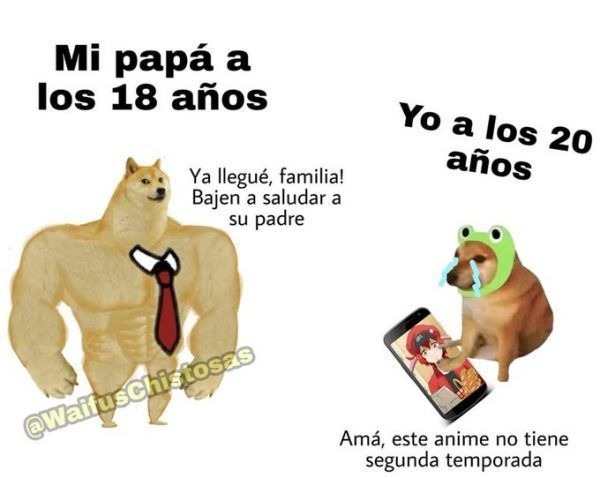 Mi papá a
los 18 años
Ya llegué, familia!
Bajen a saludar a
su padre
@WaifusChistosas
Yo a los 20
años
Amá, este anime no tiene
segunda temporada